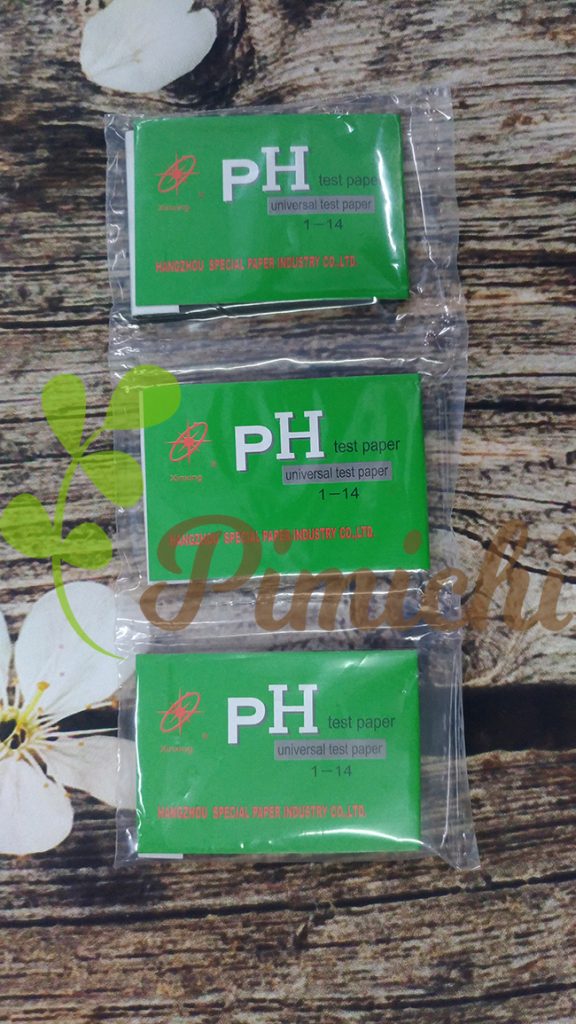 pH test paper
universal test paper
1-14
Xinxing ®
HANGZHOU SPECIAL PAPER INDUSTRY CO.,LTD.
pH test paper
universal test paper
1-14
Xinxing ®
HANGZHOU SPECIAL PAPER INDUSTRY CO.,LTD.
Pimichi
pH test paper
universal test paper
1-14
Xinxing ®
HANGZHOU SPECIAL PAPER INDUSTRY CO.,LTD.